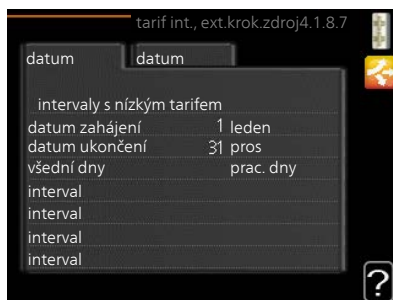 tarif int., ext.krok.zdroj4.1.8.7
datum datum
intervaly s nízkým tarifem
datum zahájení 1 leden
datum ukončení 31 pros
všední dny prac. dny
interval
interval
interval
interval
?